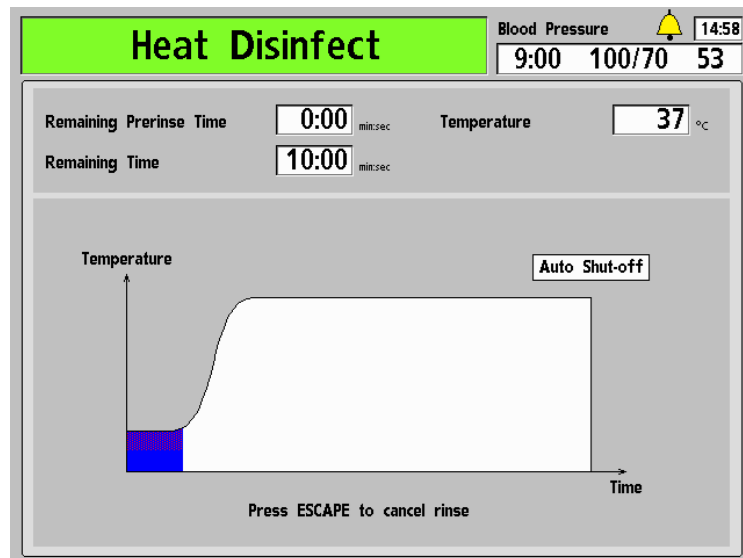 Heat Disinfect
Blood Pressure
14:58
9:00 100/70 53
Remaining Prerinse Time 0:00 min:sec Temperature 37 °C
Remaining Time 10:00 min:sec
Temperature
Auto Shut-off
Time
Press ESCAPE to cancel rinse